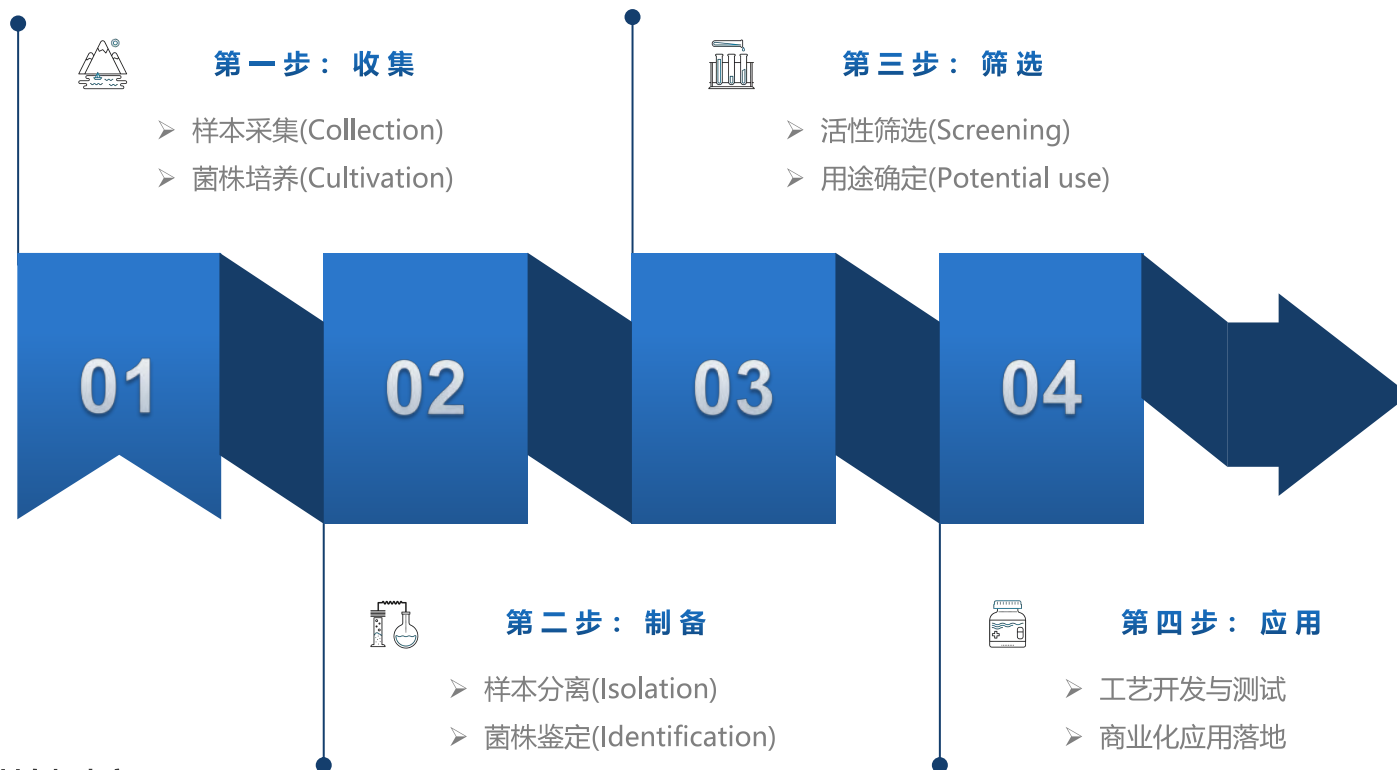 第一步：收集
➢ 样本采集(Collection)
➢ 菌株培养(Cultivation)
第三步：筛选
➢ 活性筛选(Screening)
➢ 用途确定(Potential use)
01
02
03
04
第二步：制备
➢ 样本分离(Isolation)
➢ 菌株鉴定(Identification)
第四步：应用
➢ 工艺开发与测试
➢ 商业化应用落地